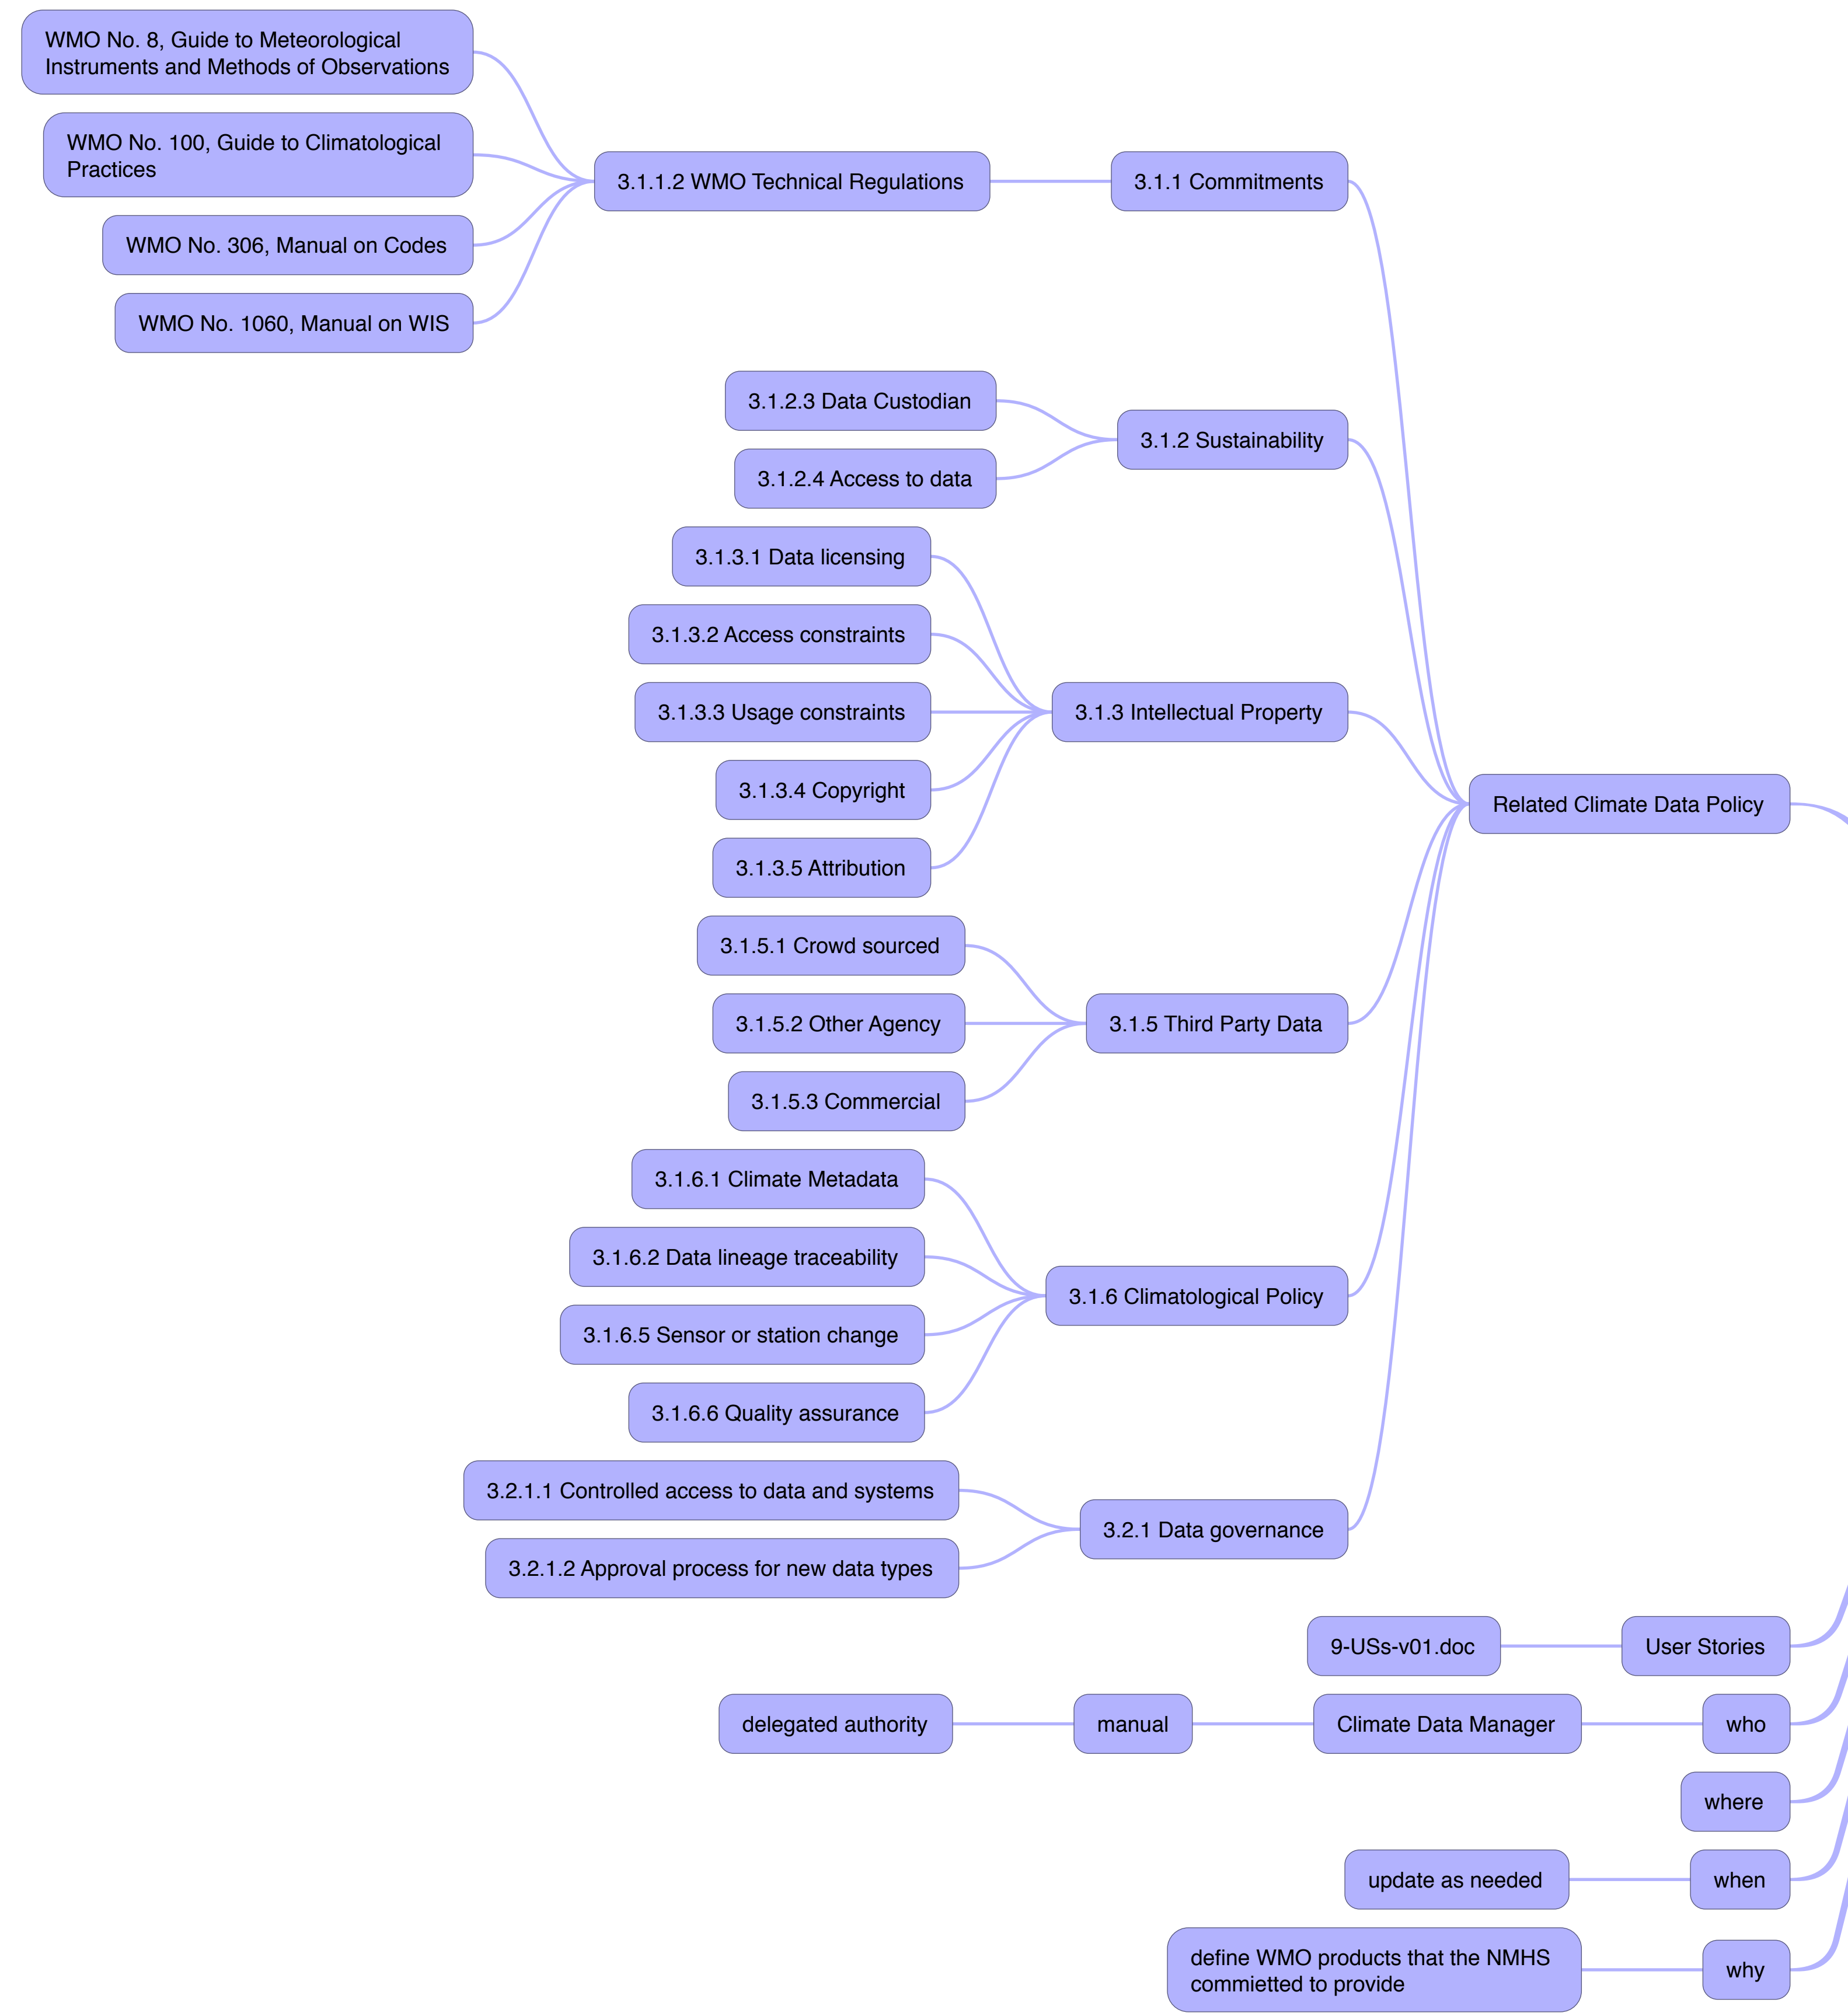 WMO No. 8, Guide to Meteorological
Instruments and Methods of Observations
WMO No. 100, Guide to Climatological
Practices
WMO No. 306, Manual on Codes
WMO No. 1060, Manual on WIS
3.1.1.2 WMO Technical Regulations
3.1.1 Commitments
3.1.2.3 Data Custodian
3.1.2.4 Access to data
3.1.2 Sustainability
3.1.3.1 Data licensing
3.1.3.2 Access constraints
3.1.3.3 Usage constraints
3.1.3.4 Copyright
3.1.3.5 Attribution
3.1.3 Intellectual Property
Related Climate Data Policy
3.1.5.1 Crowd sourced
3.1.5.2 Other Agency
3.1.5.3 Commercial
3.1.5 Third Party Data
3.1.6.1 Climate Metadata
3.1.6.2 Data lineage traceability
3.1.6.5 Sensor or station change
3.1.6.6 Quality assurance
3.1.6 Climatological Policy
3.2.1.1 Controlled access to data and systems
3.2.1.2 Approval process for new data types
3.2.1 Data governance
9-USs-v01.doc
User Stories
delegated authority
manual
Climate Data Manager
who
where
update as needed
when
define WMO products that the NMHS
commietted to provide
why